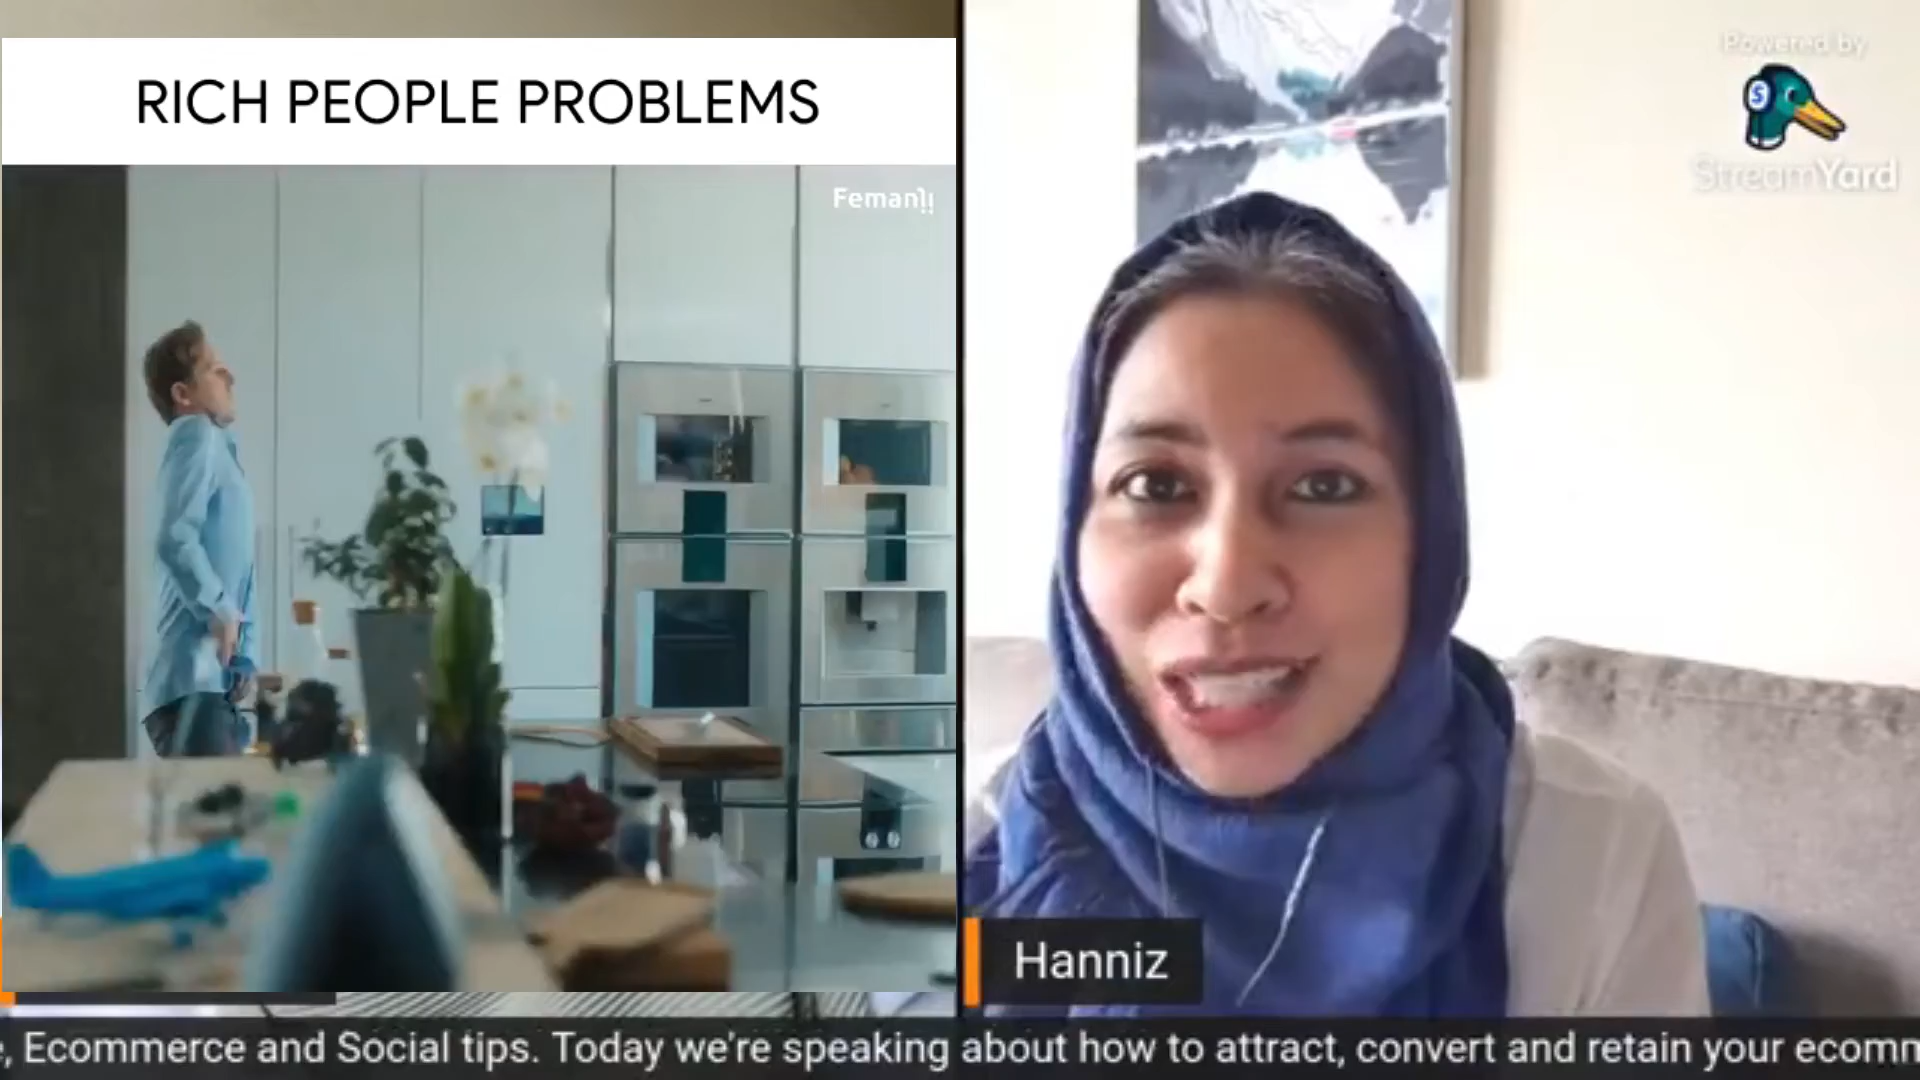 RICH PEOPLE PROBLEMS
Powered by
StreamYard
Hanniz
, Ecommerce and Social tips. Today we're speaking about how to attract, convert and retain your ecomm